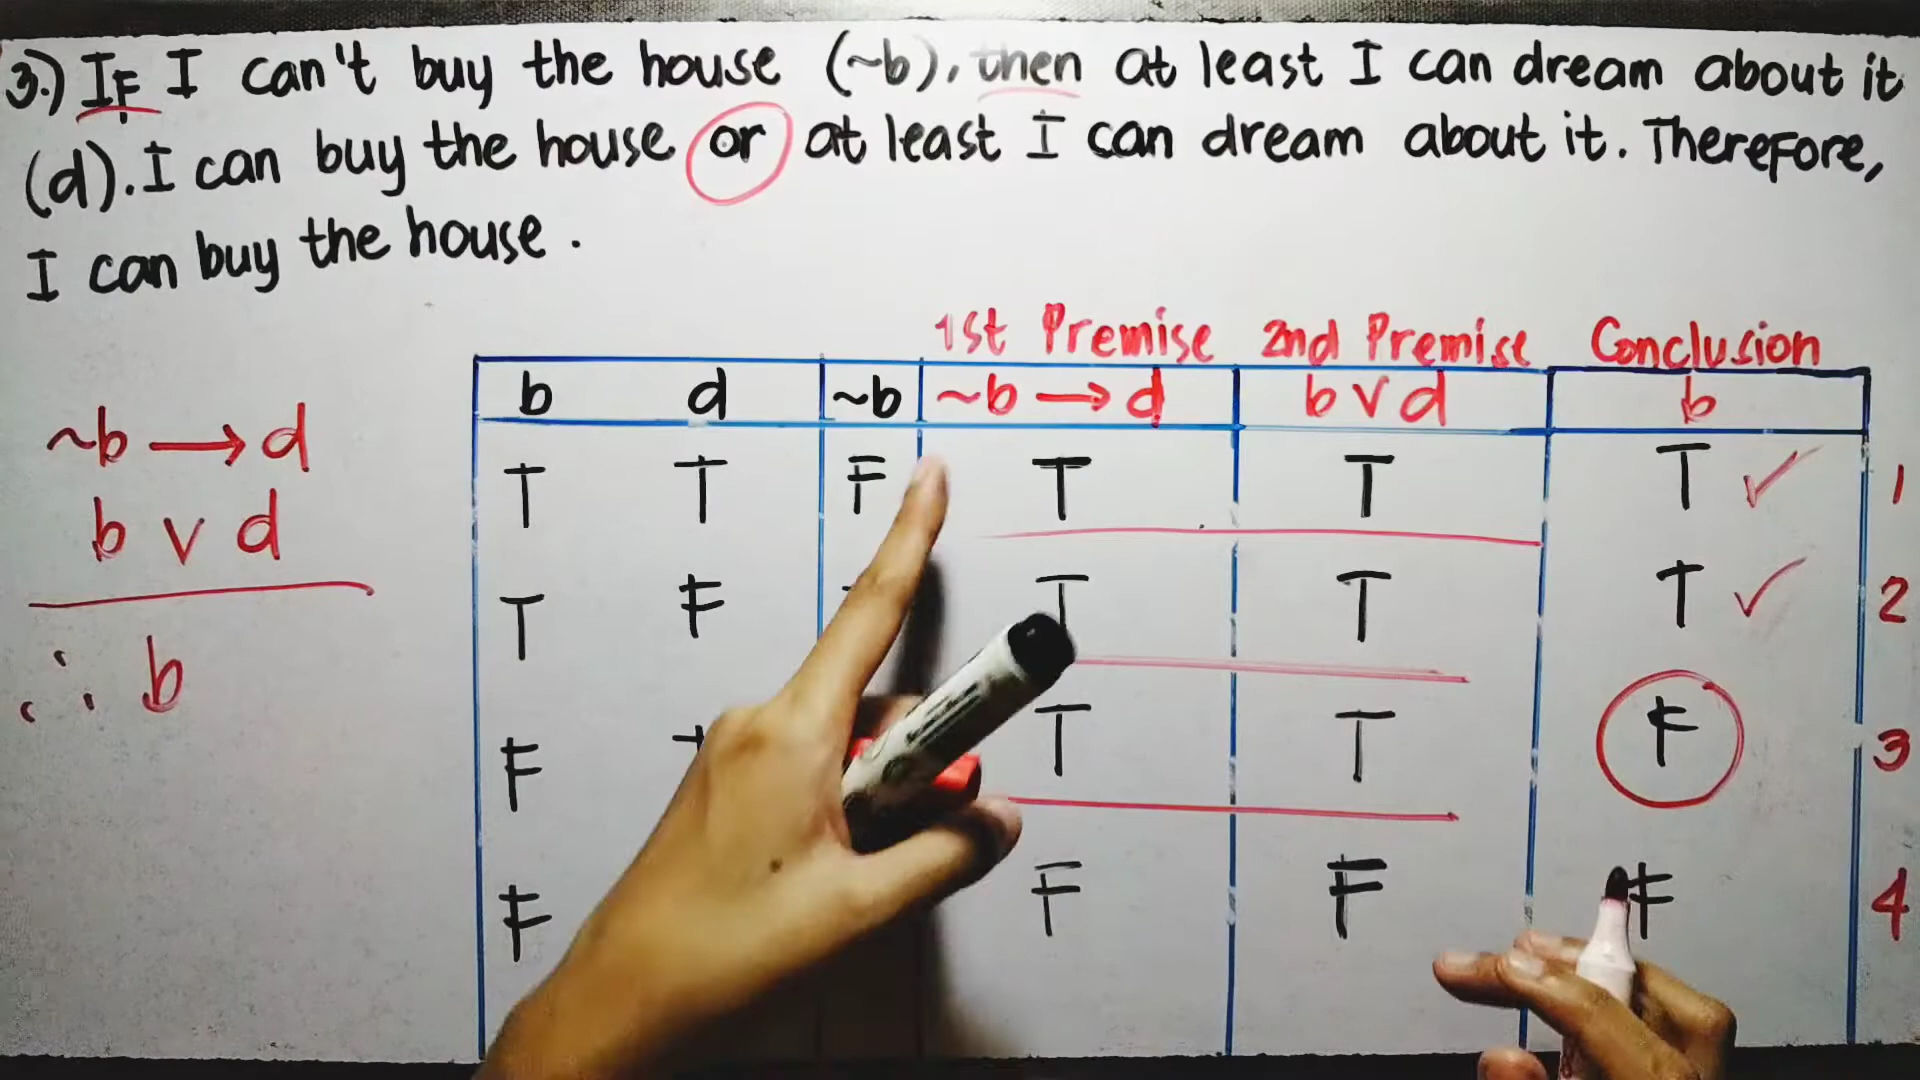 3.) If I can't buy the house (~b), then at least I can dream about it
(d). I can buy the house or at least I can dream about it. Therefore,
I can buy the house.
1st Premise 2nd Premise Conclusion
b d ~b ~b → d b ∨ d b
~b → d
b ∨ d
∴ b
T T F T T T ✓ 1
T F T T T ✓ 2
F T T F 3
F F F F 4